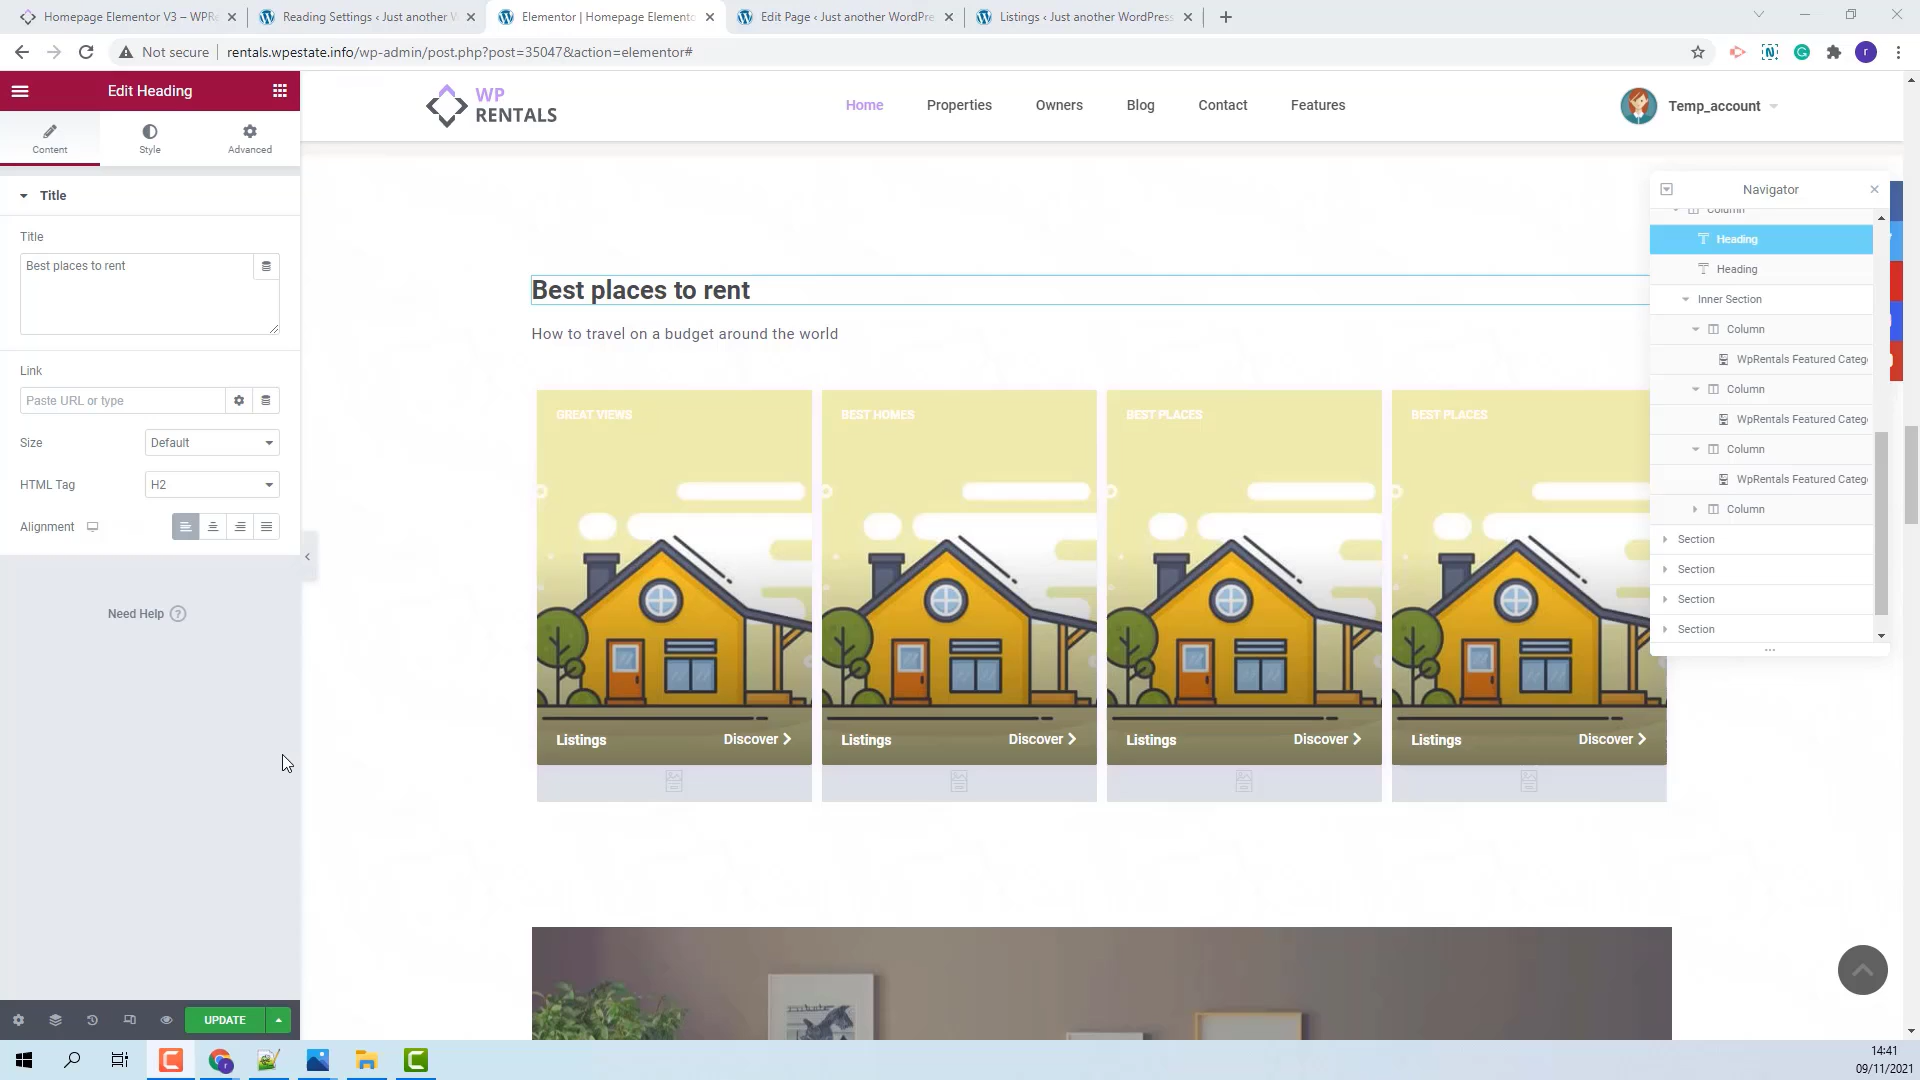 Homepage Elementor V3 – WPRe
Reading Settings ‹ Just another W
Elementor | Homepage Elemento
Edit Page ‹ Just another WordPre
Listings ‹ Just another WordPress
Not secure
rentals.wpestate.info/wp-admin/post.php?post=35047&action=elementor#
Edit Heading
Content
Style
Advanced
Title
Title
Best places to rent
Link
Paste URL or type
Size
Default
HTML Tag
H2
Alignment
Need Help
UPDATE
WP
RENTALS
Home
Properties
Owners
Blog
Contact
Features
Temp_account
Best places to rent
How to travel on a budget around the world
GREAT VIEWS
BEST HOMES
BEST PLACES
BEST PLACES
Listings
Discover
Listings
Discover
Listings
Discover
Listings
Discover
Navigator
Column
Heading
Heading
Inner Section
Column
WpRentals Featured Categ
Column
WpRentals Featured Categ
Column
WpRentals Featured Categ
Column
Section
Section
Section
Section
14:41
09/11/2021